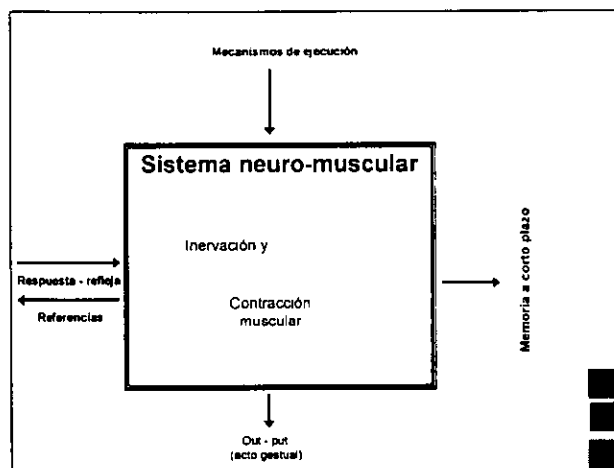 Mecanismos de ejecución
Sistema neuro-muscular
Inervación y
Respuesta - refleja
Referencias
Contracción
muscular
Memoria a corto plazo
Out - put
(acto gestual)